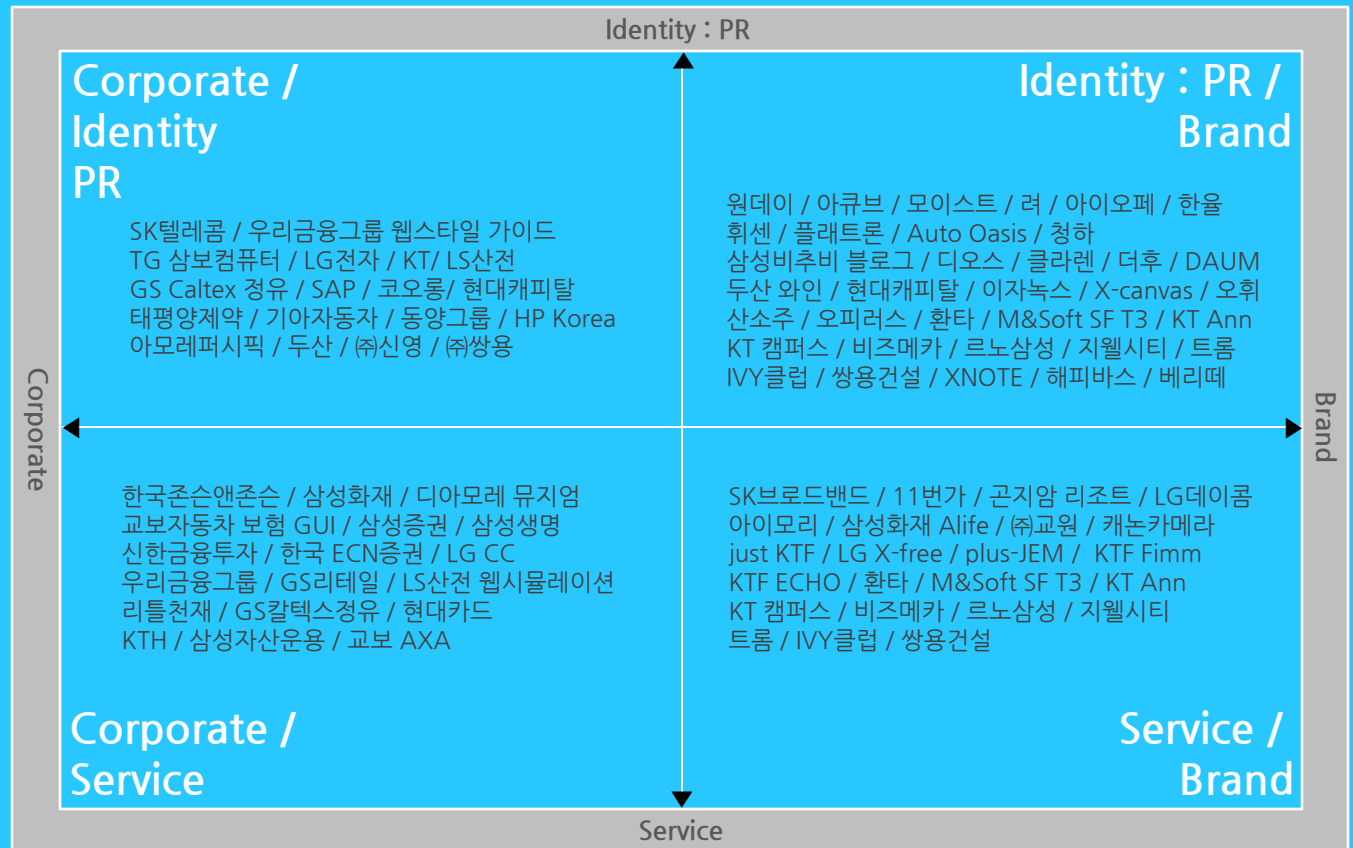 Identity : PR
Corporate /
Identity
PR
Identity : PR /
Brand
SK텔레콤 / 우리금융그룹 웹스타일 가이드
TG 삼보컴퓨터 / LG전자 / KT/ LS산전
GS Caltex 정유 / SAP / 코오롱/ 현대캐피탈
태평양제약 / 기아자동자 / 동양그룹 / HP Korea
아모레퍼시픽 / 두산 / ㈜신영 / ㈜쌍용
원데이 / 아큐브 / 모이스트 / 려 / 아이오페 / 한율
휘센 / 플래트론 / Auto Oasis / 청하
삼성비추비 블로그 / 디오스 / 클라렌 / 더후 / DAUM
두산 와인 / 현대캐피탈 / 이자녹스 / X-canvas / 오휘
산소주 / 오피러스 / 환타 / M&Soft SF T3 / KT Ann
KT 캠퍼스 / 비즈메카 / 르노삼성 / 지웰시티 / 트롬
IVY클럽 / 쌍용건설 / XNOTE / 해피바스 / 베리떼
Corporate
Brand
한국존슨앤존슨 / 삼성화재 / 디아모레 뮤지엄
교보자동차 보험 GUI / 삼성증권 / 삼성생명
신한금융투자 / 한국 ECN증권 / LG CC
우리금융그룹 / GS리테일 / LS산전 웹시뮬레이션
리틀천재 / GS칼텍스정유 / 현대카드
KTH / 삼성자산운용 / 교보 AXA
SK브로드밴드 / 11번가 / 곤지암 리조트 / LG데이콤
아이모리 / 삼성화재 Alife / ㈜교원 / 캐논카메라
just KTF / LG X-free / plus-JEM / KTF Fimm
KTF ECHO / 환타 / M&Soft SF T3 / KT Ann
KT 캠퍼스 / 비즈메카 / 르노삼성 / 지웰시티
트롬 / IVY클럽 / 쌍용건설
Corporate /
Service
Service /
Brand
Service